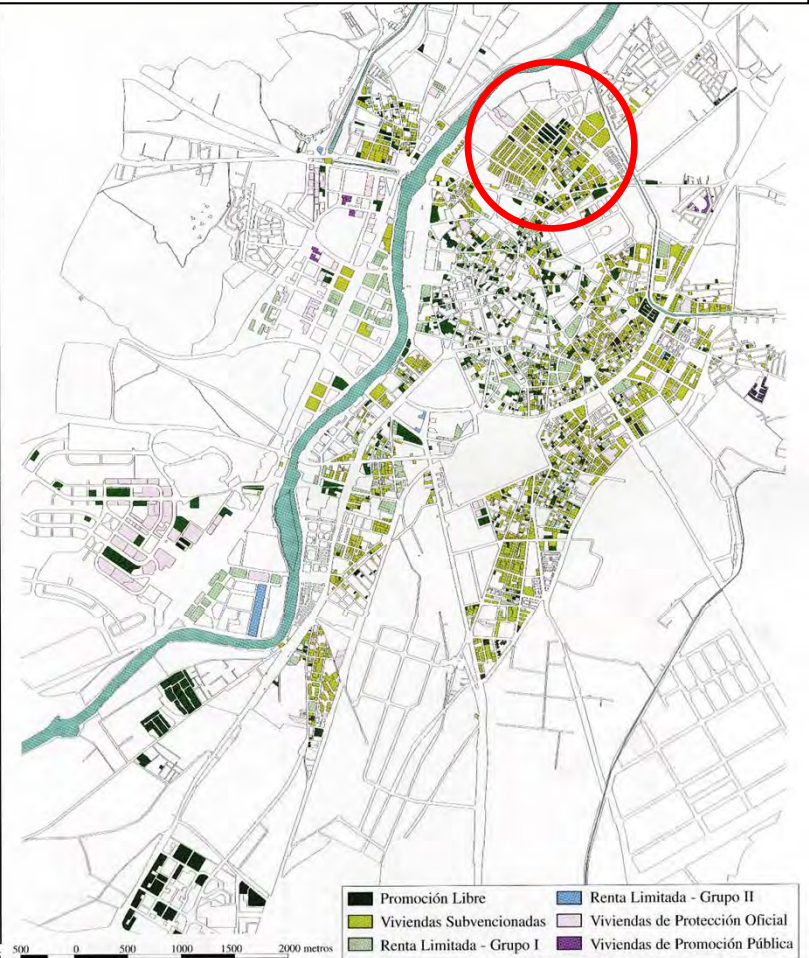 Promoción Libre
Viviendas Subvencionadas
Renta Limitada - Grupo I
Renta Limitada - Grupo II
Viviendas de Protección Oficial
Viviendas de Promoción Pública
500 0 500 1000 1500 2000 metros